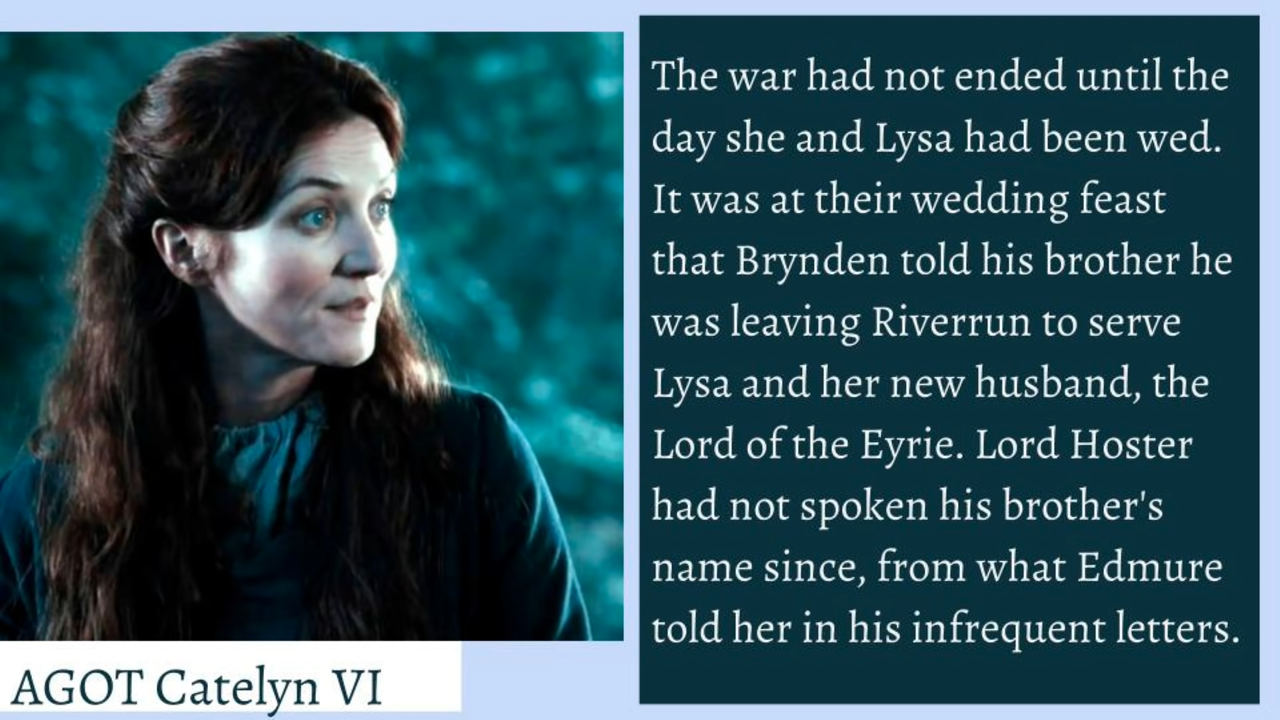 The war had not ended until the
day she and Lysa had been wed.
It was at their wedding feast
that Brynden told his brother he
was leaving Riverrun to serve
Lysa and her new husband, the
Lord of the Eyrie. Lord Hoster
had not spoken his brother's
name since, from what Edmure
told her in his infrequent letters.
AGOT Catelyn VI